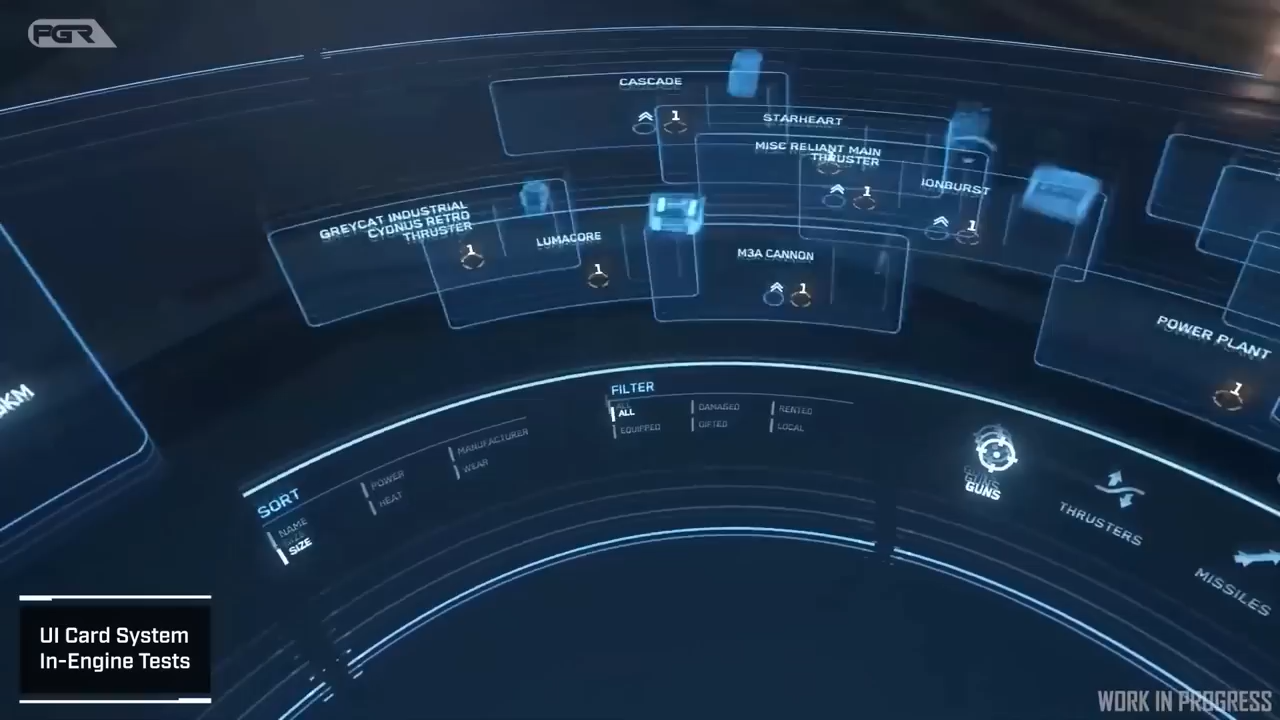 PGR
CASCADE
1
STARHEART
MISC RELIANT MAIN
THRUSTER
1
IONBURST
1
GREYCAT INDUSTRIAL
CYDNUS RETRO
THRUSTER
1
LUMACORE
1
M3A CANNON
1
POWER PLANT
1
KM
FILTER
ALL
EQUIPPED
DAMAGED
GIFTED
RENTED
LOCAL
SORT
NAME
SIZE
POWER
HEAT
MANUFACTURER
WEAR
GUNS
THRUSTERS
MISSILES
UI Card System
In-Engine Tests
WORK IN PROGRESS